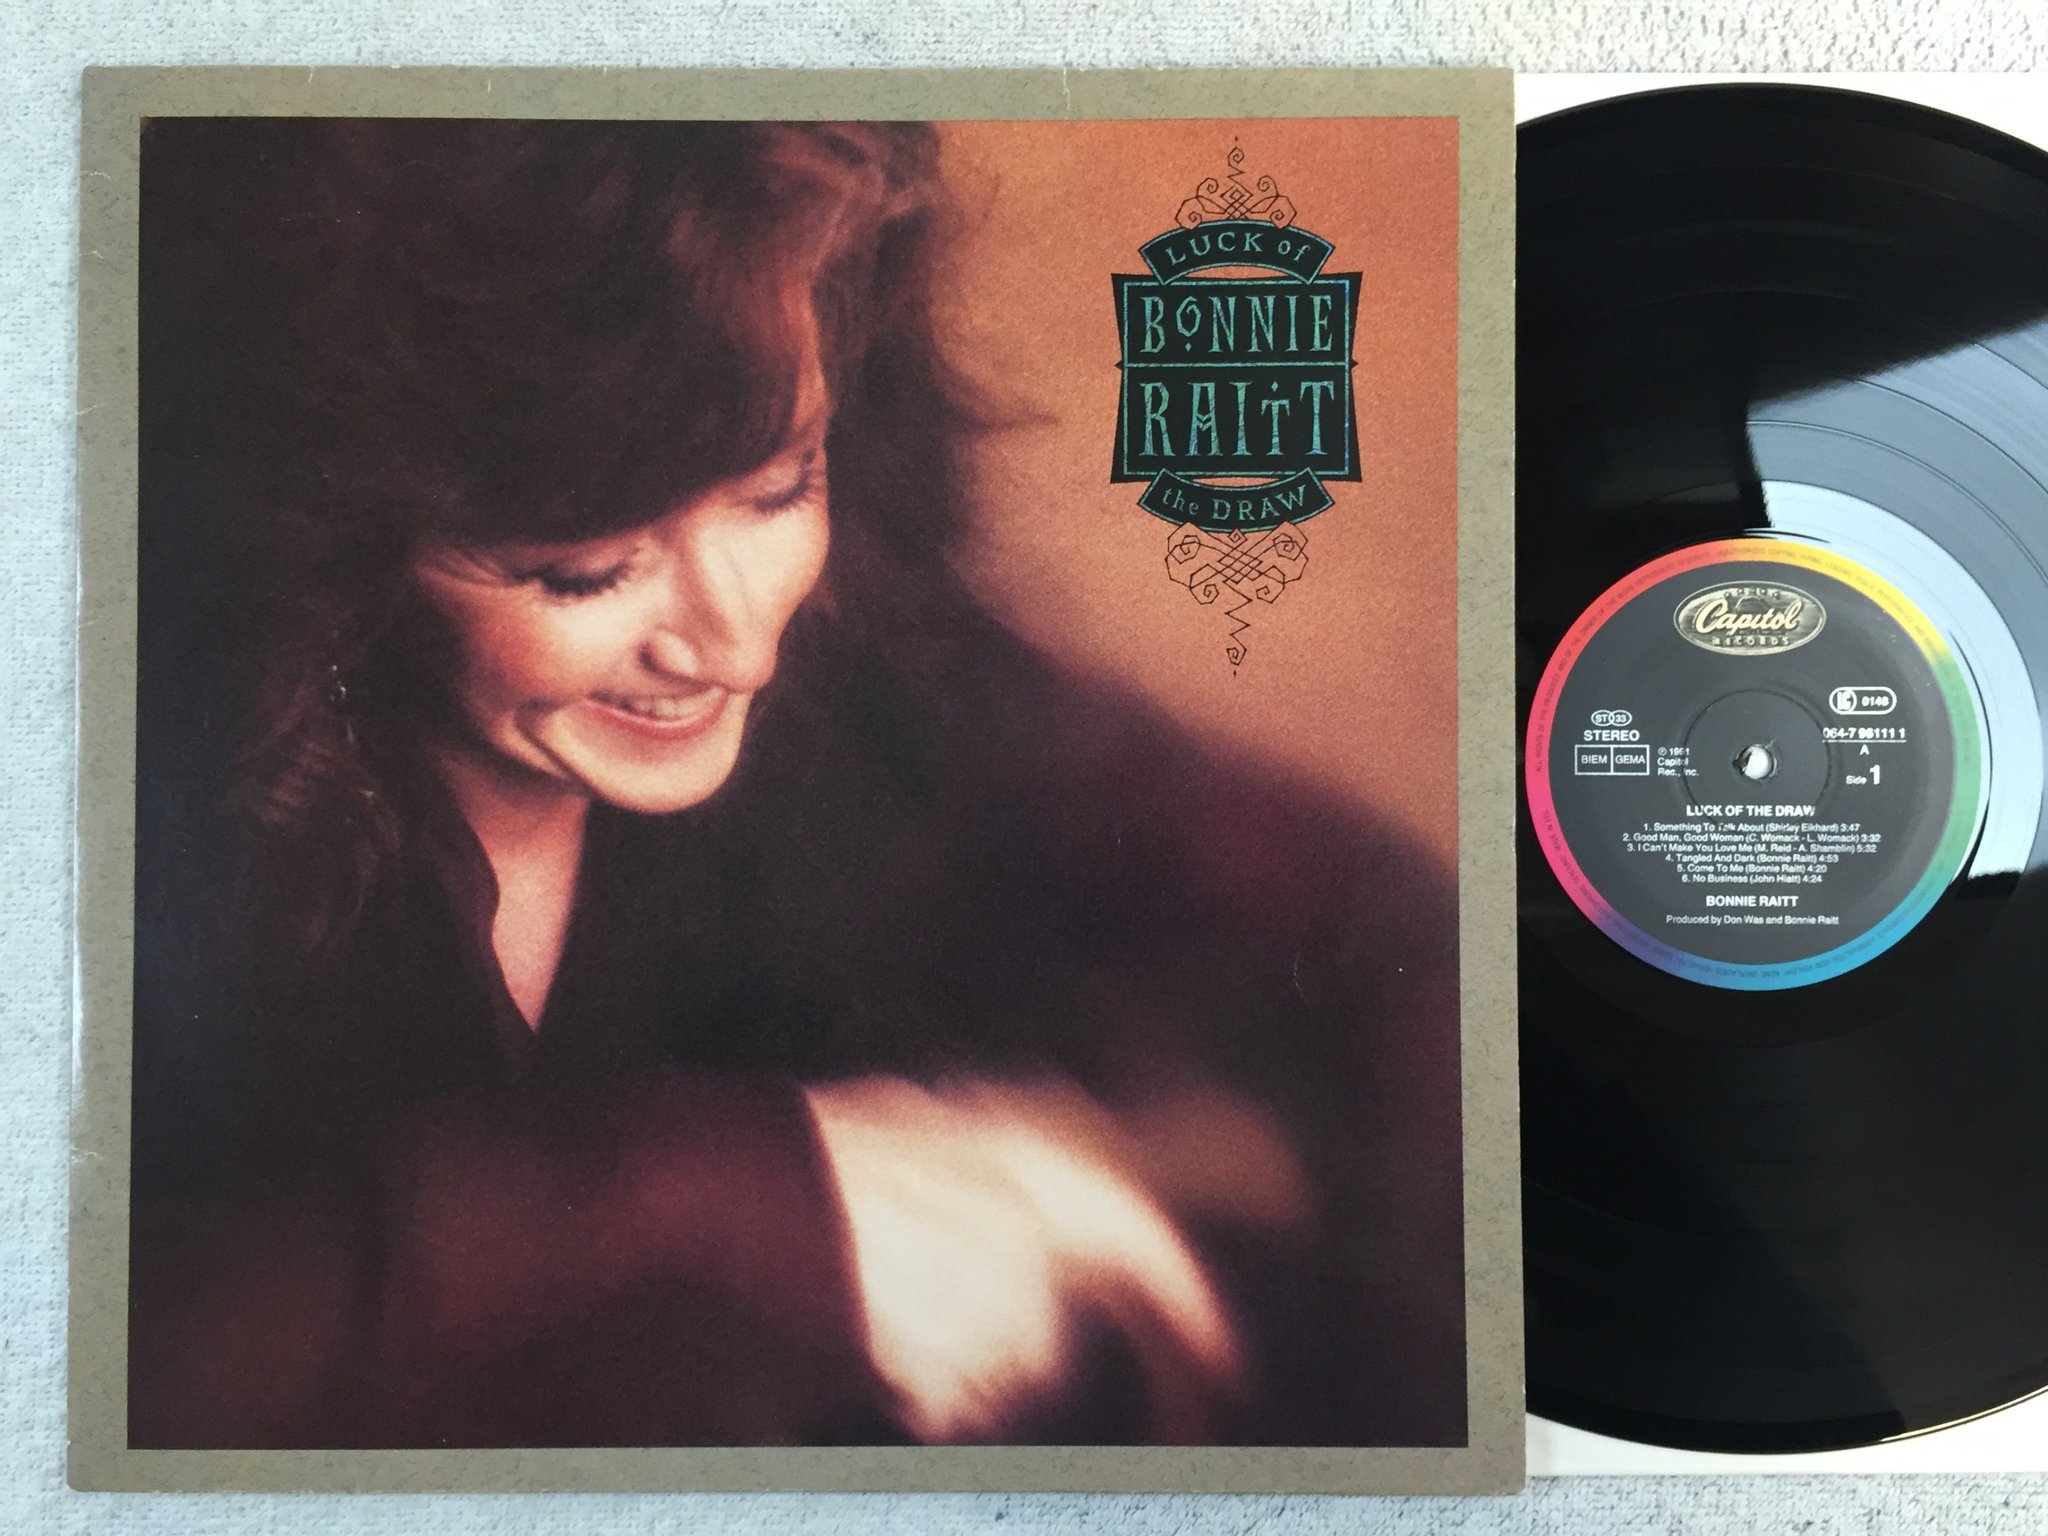 LUCK of
BONNIE
RAITT
the DRAW
Capitol
RECORDS
ST 33
STEREO
BIEM GEMA
℗ 1991
Capitol
Rec., Inc.
LC 0148
064-7 96111 1
A
Side 1
LUCK OF THE DRAW
1. Something To Talk About (Shirley Eikhard) 3:47
2. Good Man, Good Woman (C. Womack - L. Womack) 3:32
3. I Can't Make You Love Me (M. Reid - A. Shamblin) 5:32
4. Tangled And Dark (Bonnie Raitt) 4:53
5. Come To Me (Bonnie Raitt) 4:20
6. No Business (John Hiatt) 4:24
BONNIE RAITT
Produced by Don Was and Bonnie Raitt